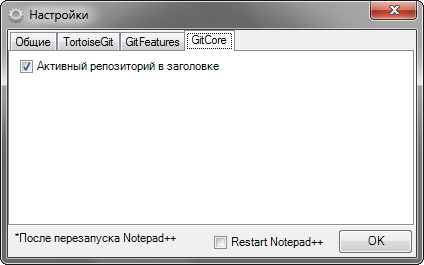 Настройки
Общие TortoiseGit GitFeatures GitCore
Активный репозиторий в заголовке
*После перезапуска Notepad++ Restart Notepad++ OK